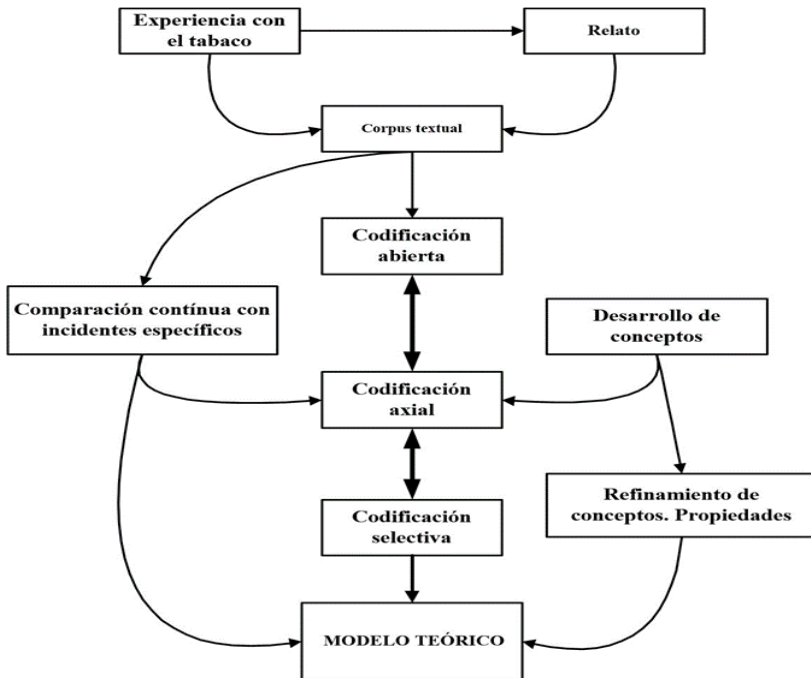 Experiencia con
el tabaco
Relato
Corpus textual
Codificación
abierta
Comparación contínua con
incidentes específicos
Desarrollo de
conceptos
Codificación
axial
Refinamiento de
conceptos. Propiedades
Codificación
selectiva
MODELO TEÓRICO